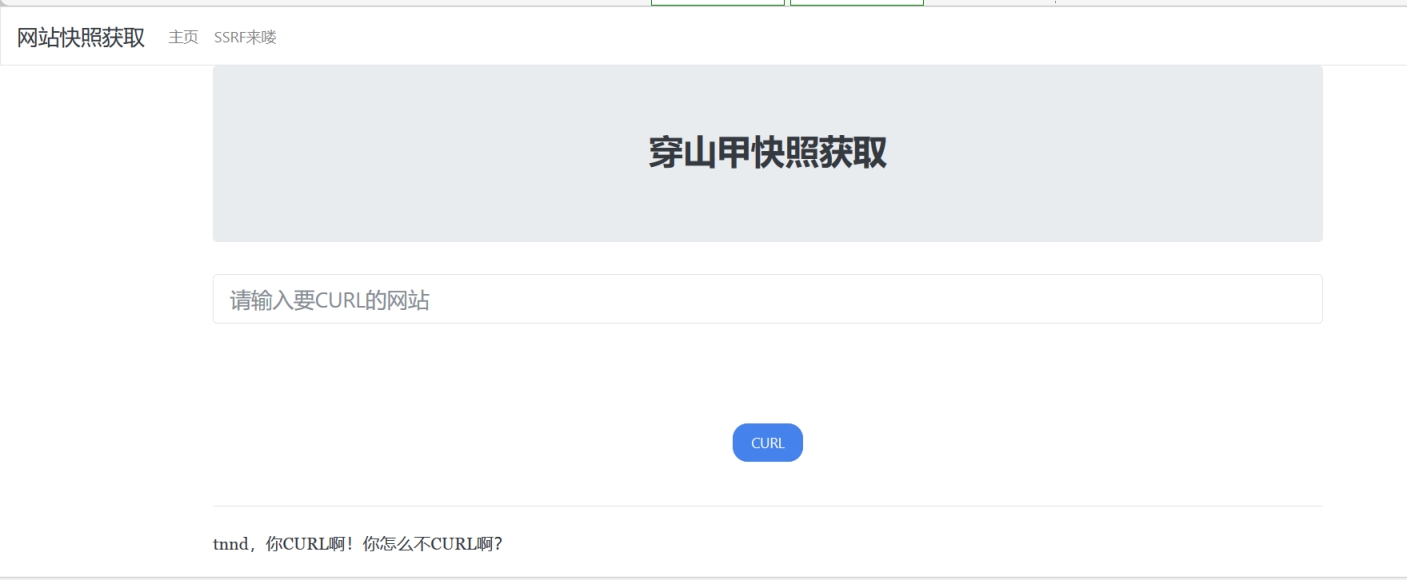 网站快照获取 主页 SSRF来喽
穿山甲快照获取
请输入要CURL的网站
CURL
tnnd，你CURL啊！你怎么不CURL啊？